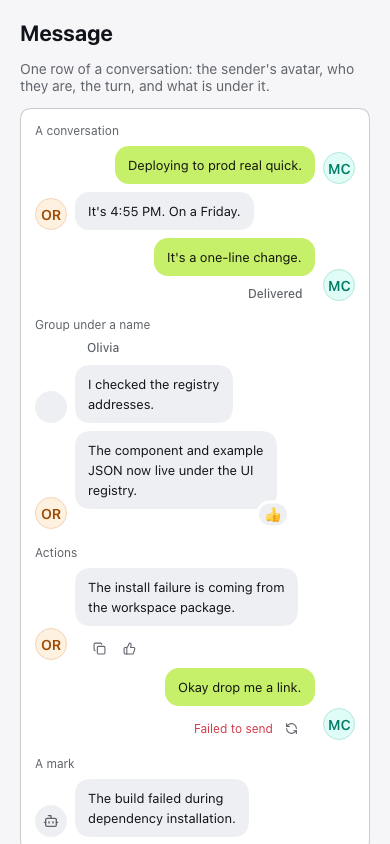 Message
One row of a conversation: the sender's avatar, who
they are, the turn, and what is under it.
A conversation
Deploying to prod real quick.
MC
OR
It's 4:55 PM. On a Friday.
It's a one-line change.
MC
Delivered
Group under a name
Olivia
I checked the registry
addresses.
The component and example
JSON now live under the UI
registry.
OR
Actions
The install failure is coming from
the workspace package.
OR
Okay drop me a link.
MC
Failed to send
A mark
The build failed during
dependency installation.